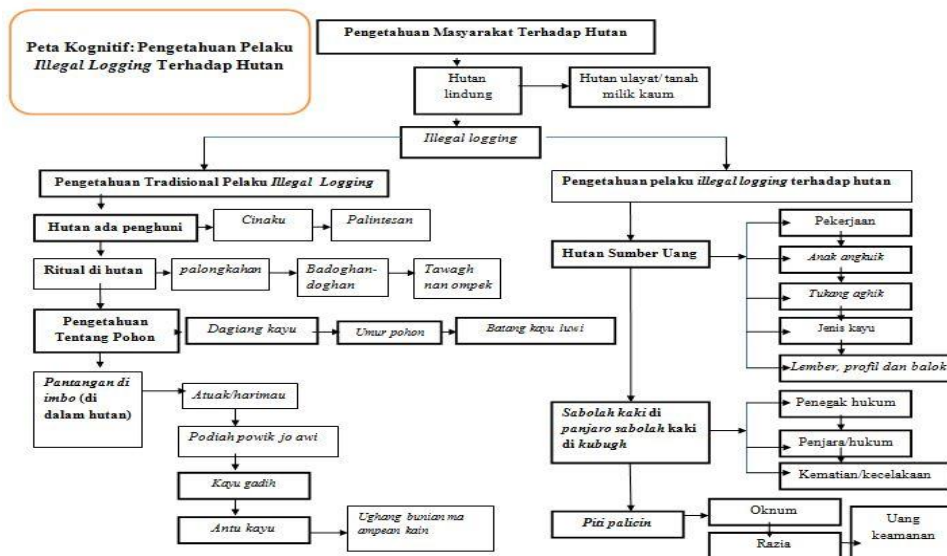 Peta Kognitif: Pengetahuan Pelaku
Illegal Logging Terhadap Hutan
Pengetahuan Masyarakat Terhadap Hutan
Hutan
lindung
Hutan ulayat/ tanah
milik kaum
Illegal logging
Pengetahuan Tradisional Pelaku Illegal Logging
Hutan ada penghuni
Cinaku
Palintesan
Ritual di hutan
palongkahan
Badoghan-
doghan
Tawagh
nan ompek
Pengetahuan
Tentang Pohon
Dagiang kayu
Umur pohon
Batang kayu luwi
Pantangan di
imbo (di
dalam hutan)
Atuak/harimau
Podiah powik jo awi
Kayu gadih
Antu kayu
Ughang bunian ma
ampean kain
Pengetahuan pelaku illegal logging terhadap hutan
Hutan Sumber Uang
Pekerjaan
Anak angkuik
Tukang aghik
Jenis kayu
Lember, profil dan balok
Sabolah kaki di
panjaro sabolah kaki
di kubugh
Penegak hukum
Penjara/hukum
Kematian/kecelakaan
Piti palicin
Oknum
Razia
Uang
keamanan